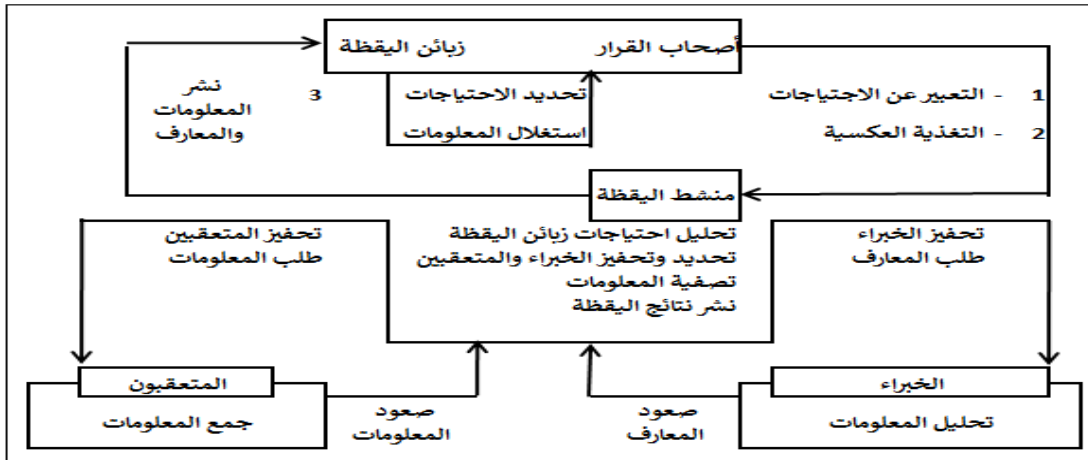 أصحاب القرار زبائن اليقظة
1 - التعبير عن الاجتياجات
2 - التغذية العكسية
تحديد الاحتياجات
استغلال المعلومات
3 نشر
المعلومات
والمعارف
منشط اليقظة
تحليل احتياجات زبائن اليقظة
تحديد وتحفيز الخبراء والمتعقبين
تصفية المعلومات
نشر نتائج اليقظة
تحفيز الخبراء
طلب المعارف
تحفيز المتعقبين
طلب المعلومات
الخبراء
تحليل المعلومات
صعود
المعارف
صعود
المعلومات
المتعقبون
جمع المعلومات